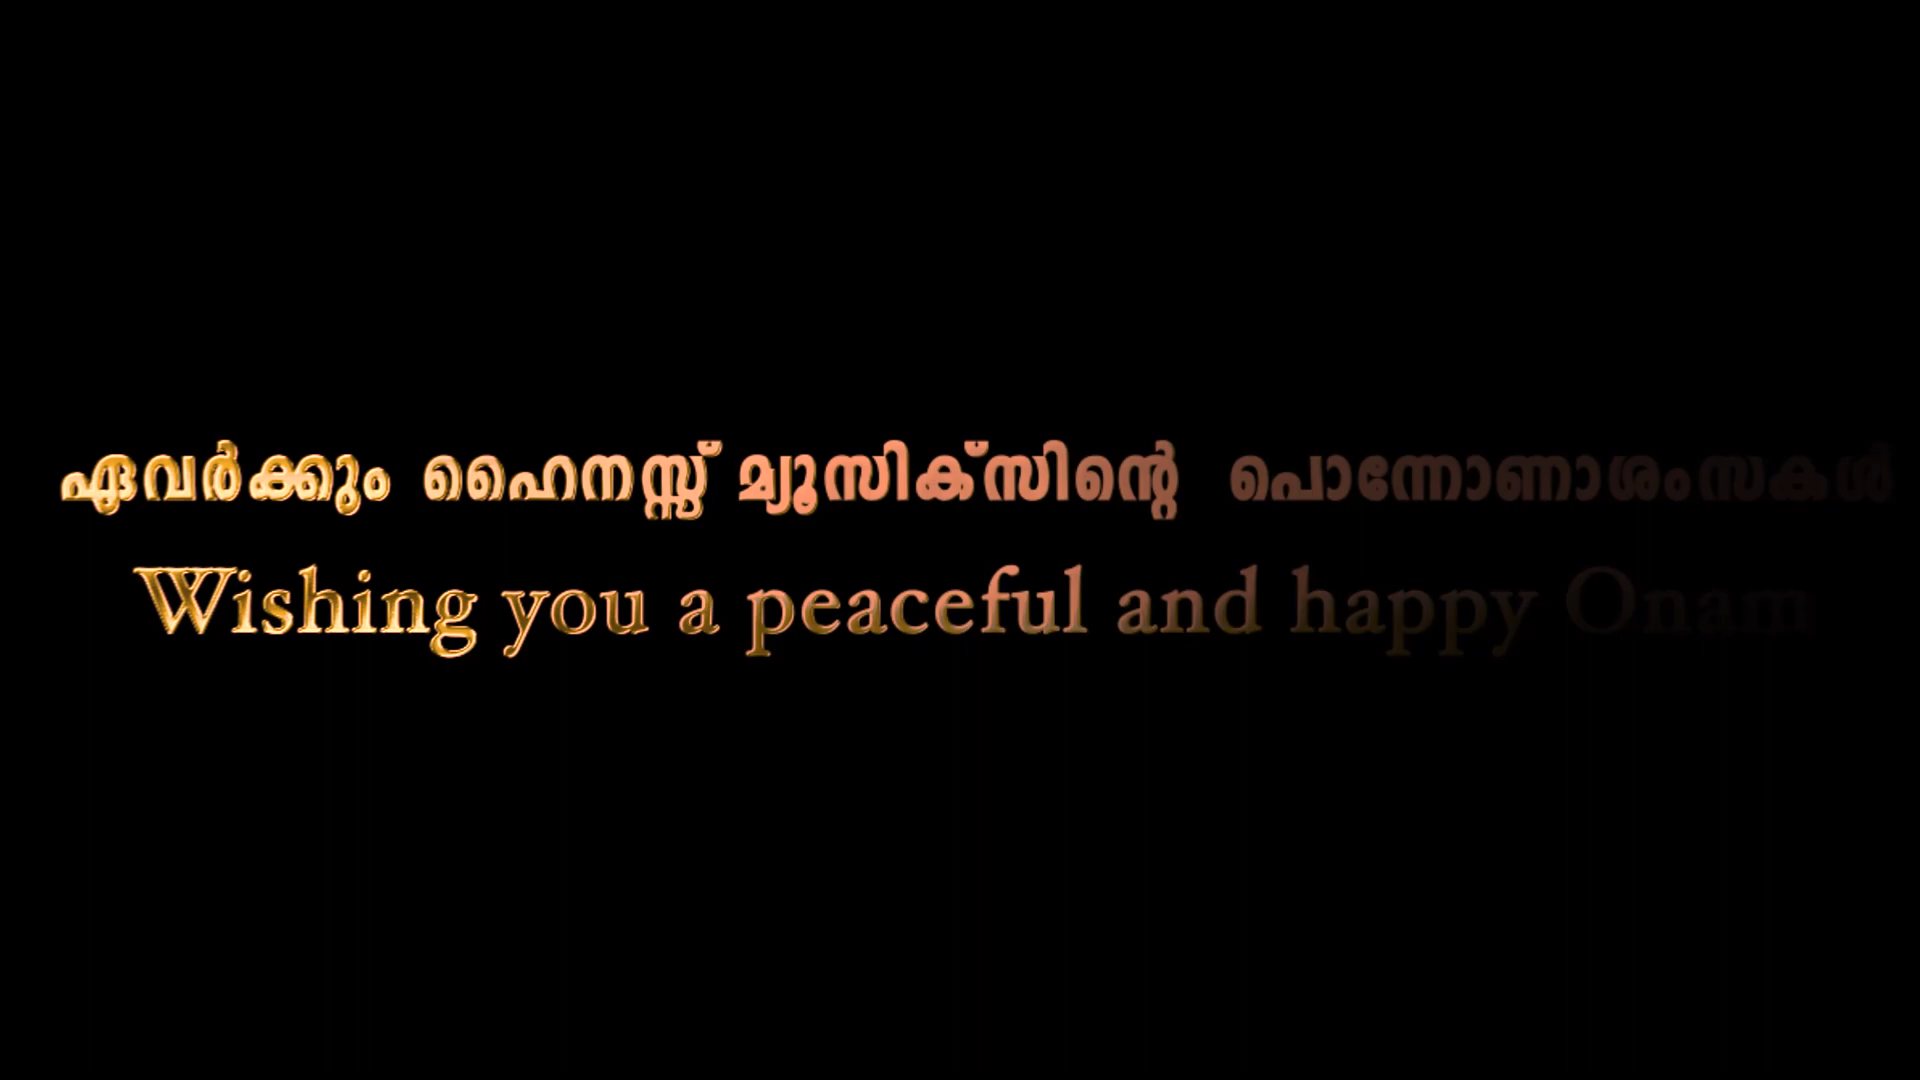 ഏവർക്കും ഹൈനസ്സ് മ്യൂസിക്സിന്റെ പൊന്നോണാശംസകൾ
Wishing you a peaceful and happy Onam